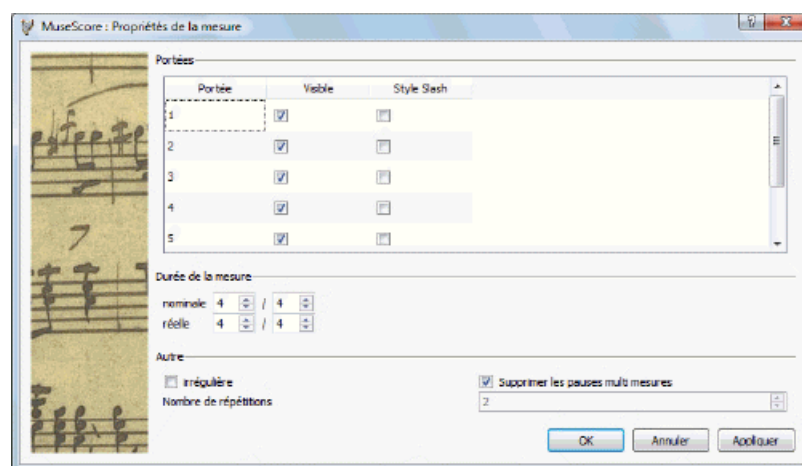 MuseScore : Propriétés de la mesure
Portées
Portée Visible Style Slash
1
2
3
4
5
7
Durée de la mesure
nominale 4 / 4
réelle 4 / 4
Autre
irrégulière Supprimer les pauses multi mesures
Nombre de répétitions 2
OK Annuler Appliquer